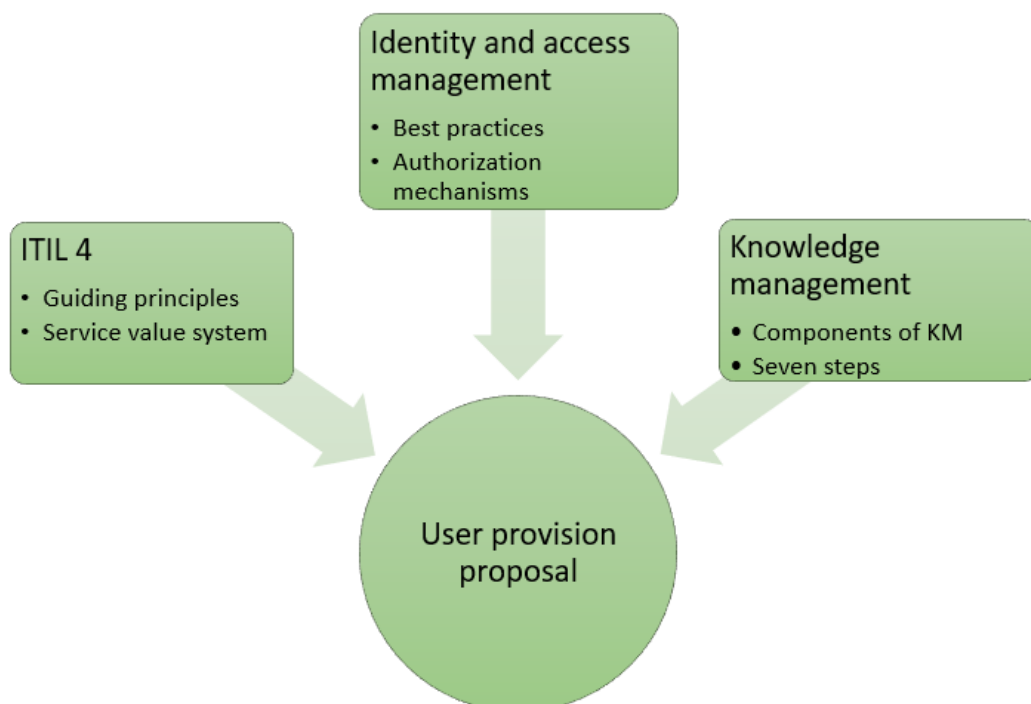 Identity and access
management
• Best practices
• Authorization
mechanisms
ITIL 4
• Guiding principles
• Service value system
Knowledge
management
• Components of KM
• Seven steps
User provision
proposal